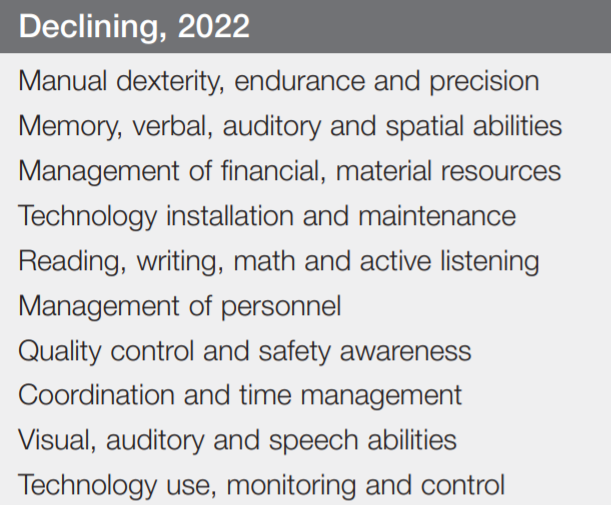 Declining, 2022
Manual dexterity, endurance and precision
Memory, verbal, auditory and spatial abilities
Management of financial, material resources
Technology installation and maintenance
Reading, writing, math and active listening
Management of personnel
Quality control and safety awareness
Coordination and time management
Visual, auditory and speech abilities
Technology use, monitoring and control